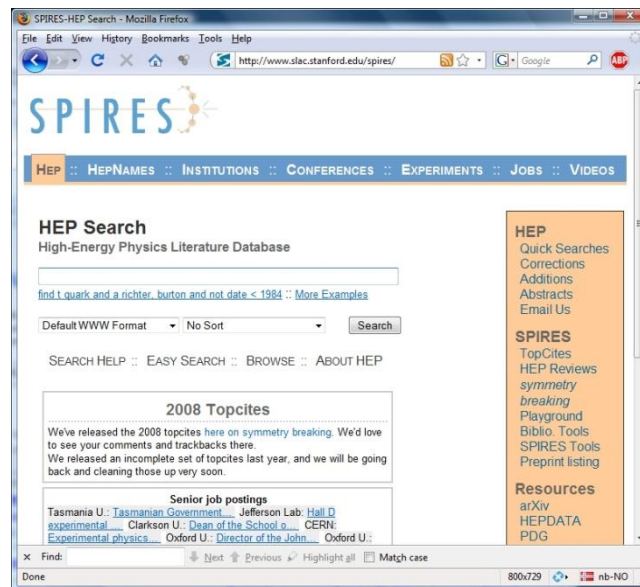 SPIRES-HEP Search - Mozilla Firefox
File Edit View History Bookmarks Tools Help
http://www.slac.stanford.edu/spires/
G Google
ABP
SPIRES
HEP :: HEPNAMES :: INSTITUTIONS :: CONFERENCES :: EXPERIMENTS :: JOBS :: VIDEOS
HEP Search
High-Energy Physics Literature Database
find t quark and a richter, burton and not date < 1984 :: More Examples
Default WWW Format
No Sort
Search
SEARCH HELP :: EASY SEARCH :: BROWSE :: ABOUT HEP
2008 Topcites
We've released the 2008 topcites here on symmetry breaking. We'd love
to see your comments and trackbacks there.
We released an incomplete set of topcites last year, and we will be going
back and cleaning those up very soon.
Senior job postings
Tasmania U.: Tasmanian Government.... Jefferson Lab: Hall D
experimental .... Clarkson U.: Dean of the School o.... CERN:
Experimental physics.... Oxford U.: Director of the John.... Oxford U.:
HEP
Quick Searches
Corrections
Additions
Abstracts
Email Us
SPIRES
TopCites
HEP Reviews
symmetry
breaking
Playground
Biblio. Tools
SPIRES Tools
Preprint listing
Resources
arXiv
HEPDATA
PDG
x Find:
Next Previous Highlight all Match case
Done
800x729
nb-NO